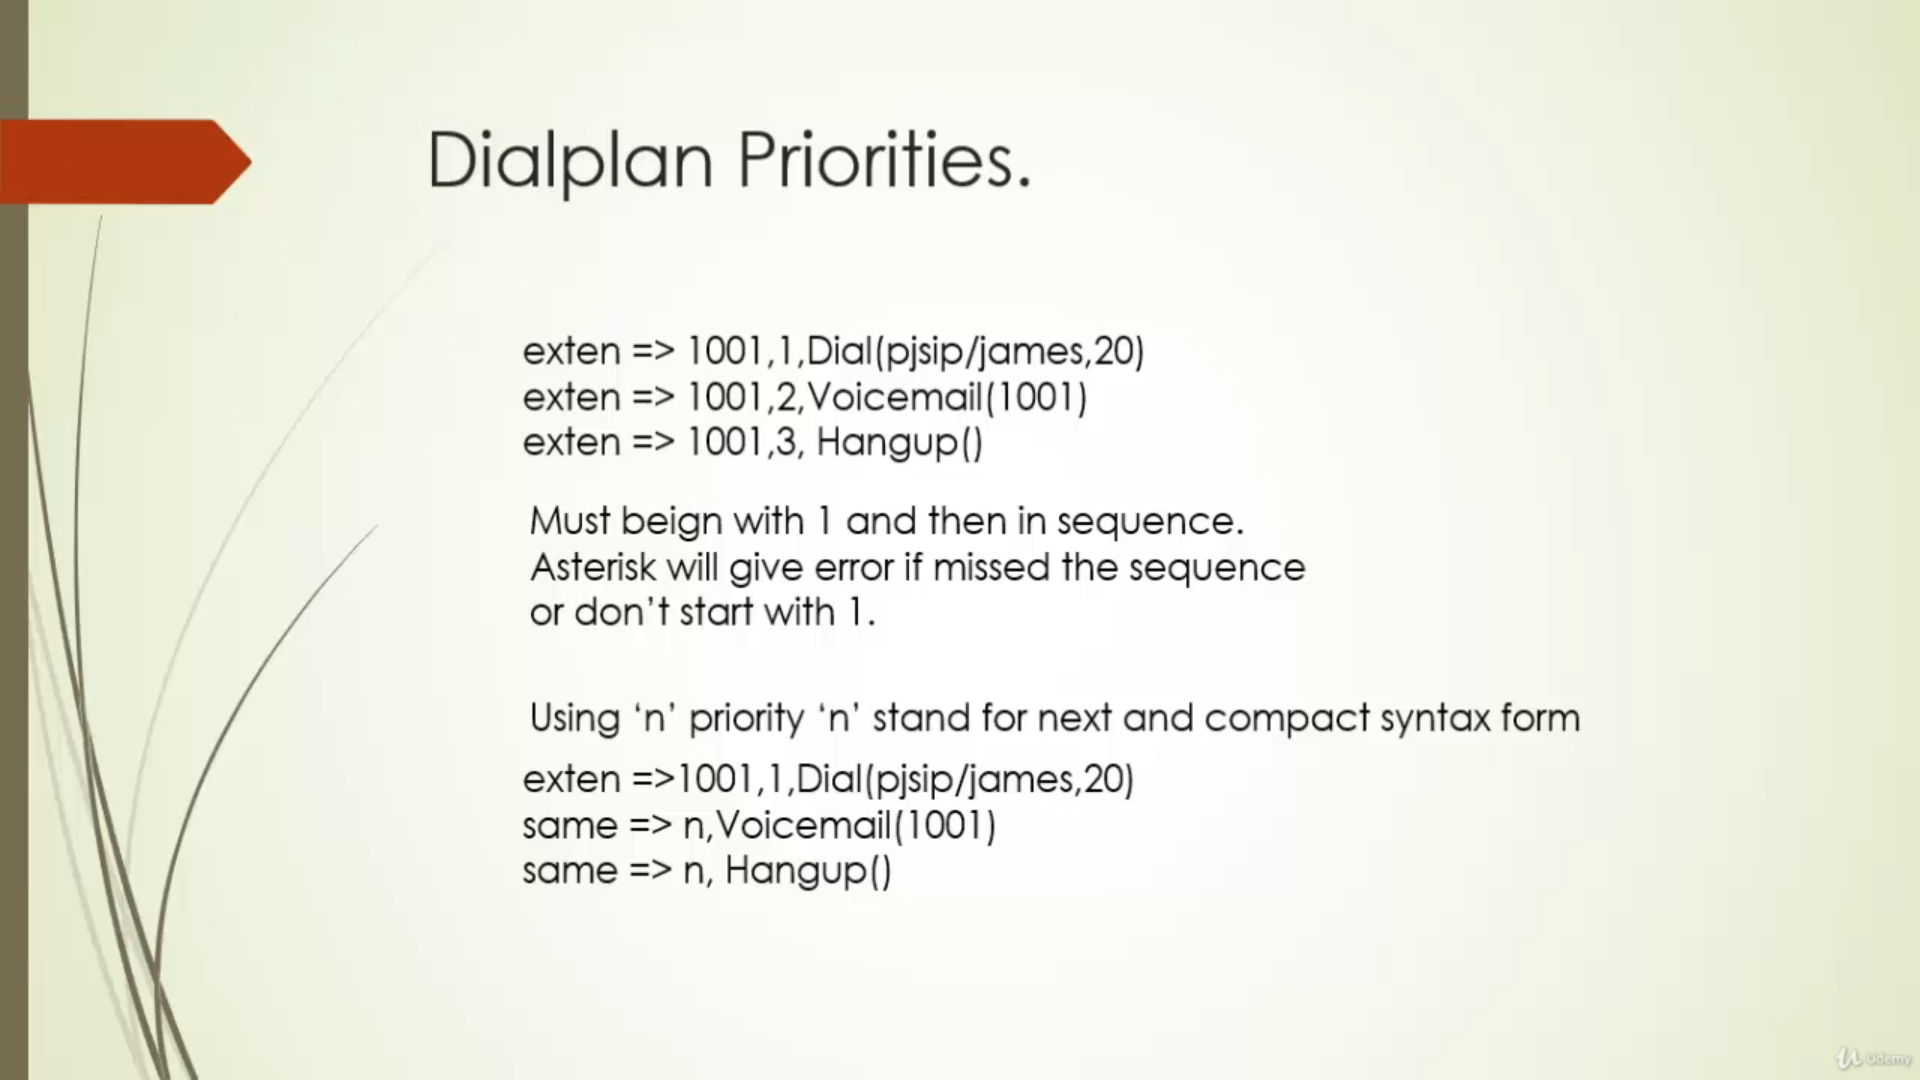 Dialplan Priorities.
exten => 1001,1,Dial(pjsip/james,20)
exten => 1001,2,Voicemail(1001)
exten => 1001,3, Hangup()
Must beign with 1 and then in sequence.
Asterisk will give error if missed the sequence
or don’t start with 1.
Using ‘n’ priority ‘n’ stand for next and compact syntax form
exten =>1001,1,Dial(pjsip/james,20)
same => n,Voicemail(1001)
same => n, Hangup()
Udemy